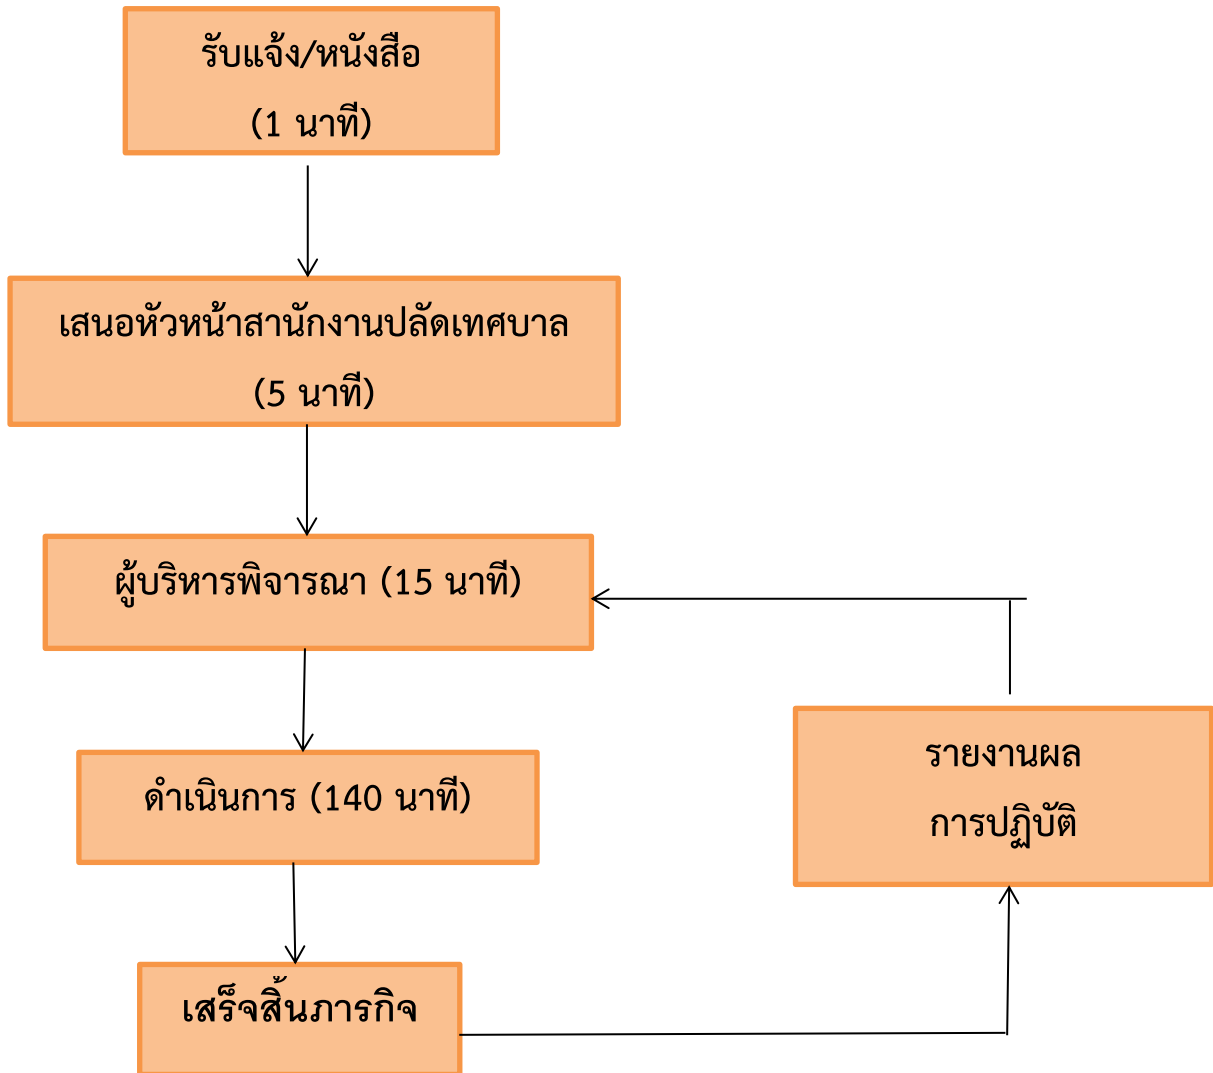 รับแจ้ง/หนังสือ
(1 นาที)
เสนอหัวหน้าสานักงานปลัดเทศบาล
(5 นาที)
ผู้บริหารพิจารณา (15 นาที)
ดำเนินการ (140 นาที)
รายงานผล
การปฏิบัติ
เสร็จสิ้นภารกิจ